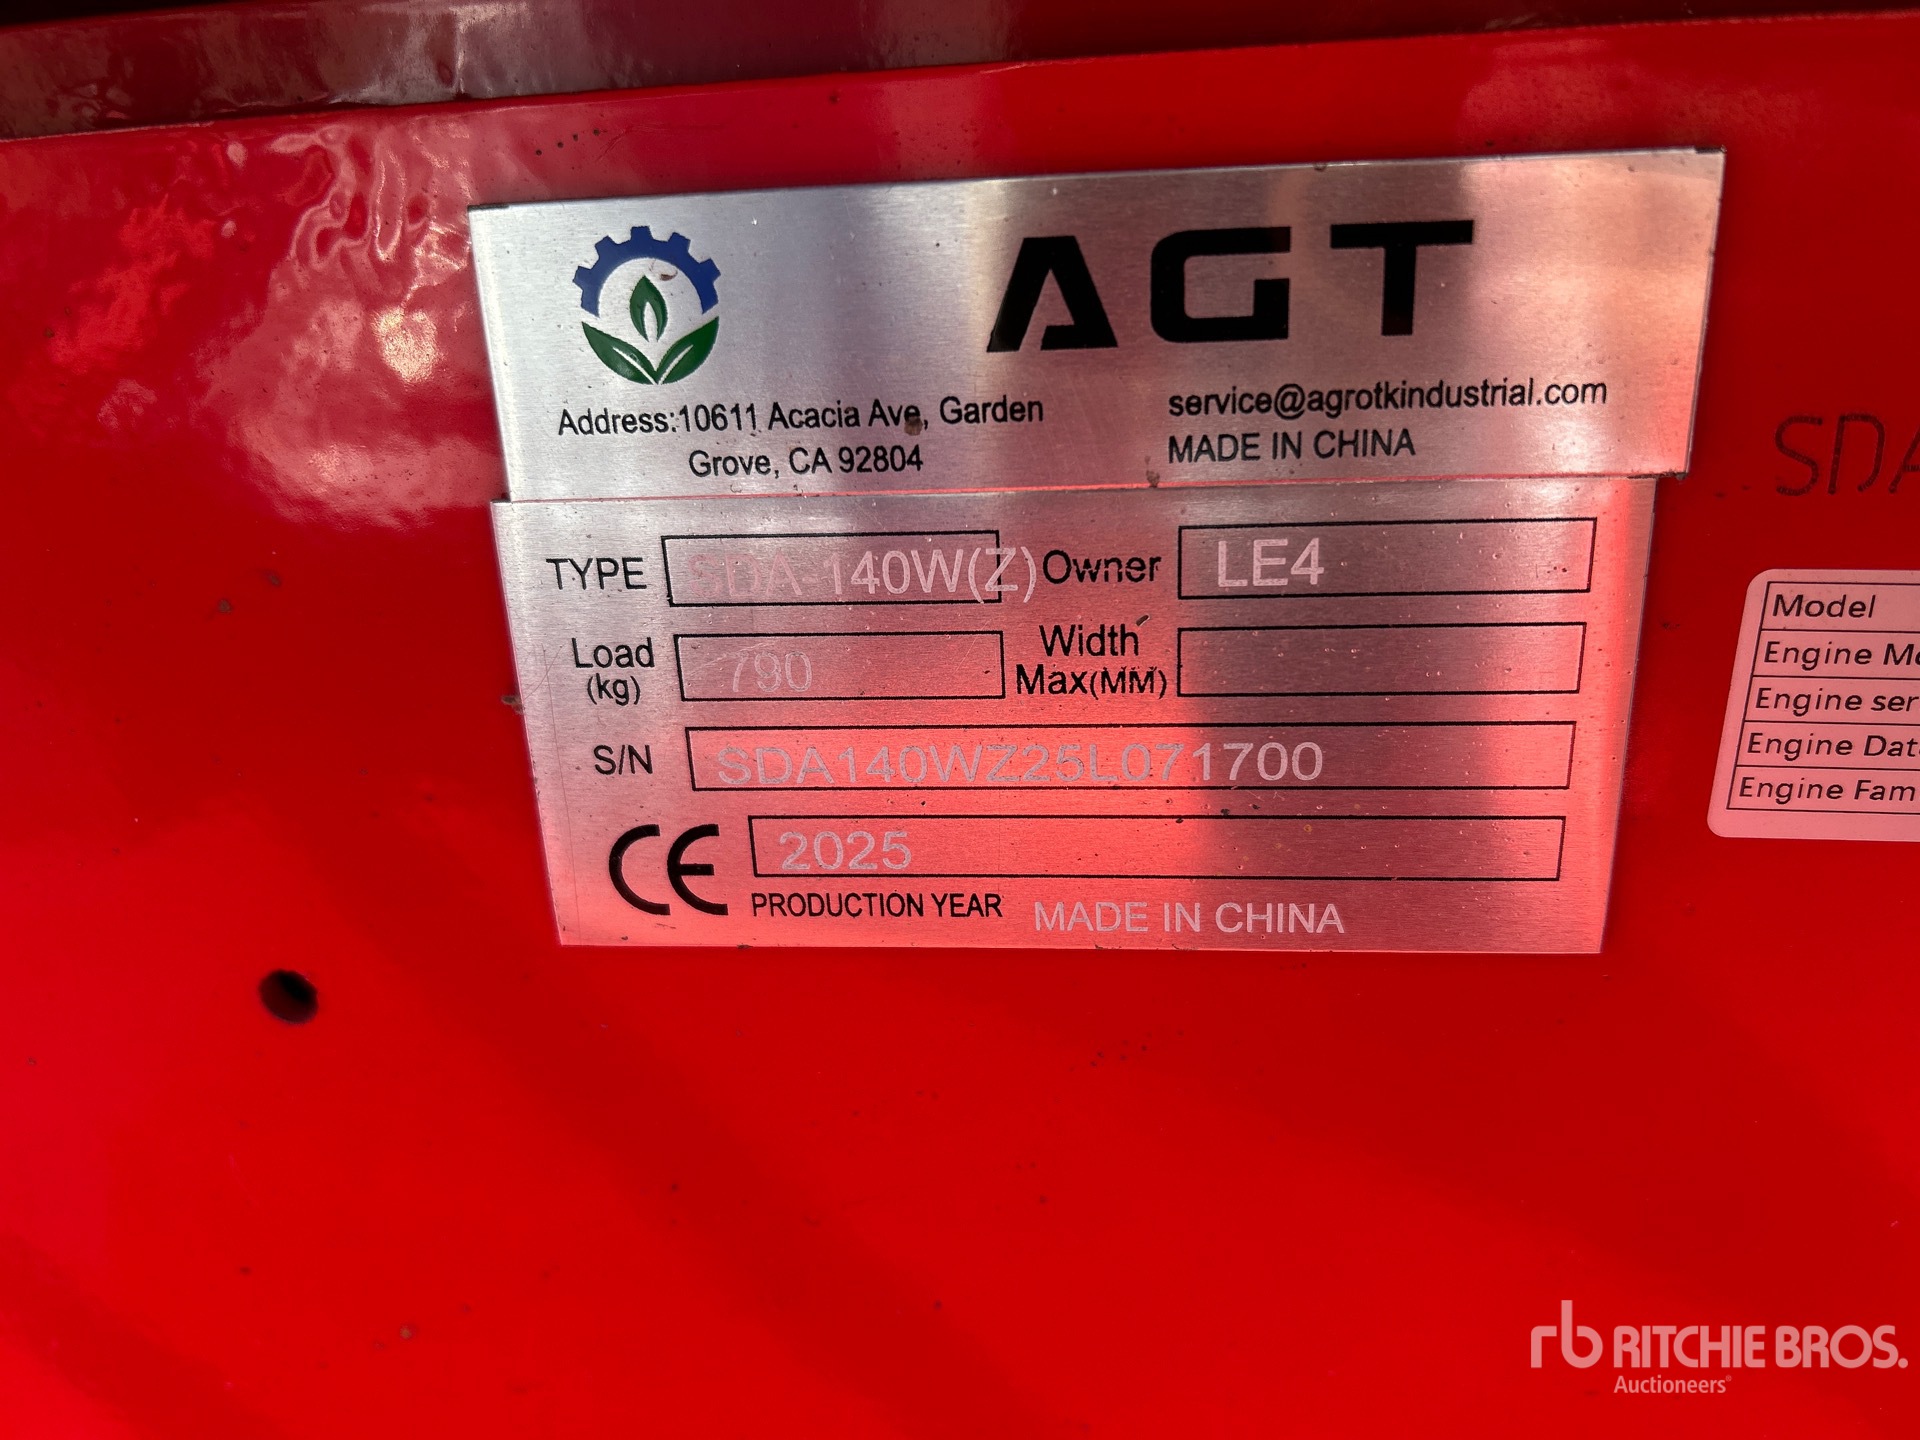 AGT
Address:10611 Acacia Ave, Garden
Grove, CA 92804
service@agrotkindustrial.com
MADE IN CHINA
TYPE SDA-140W(Z) Owner LE4
Load (kg) 790 Width Max(MM)
S/N SDA140WZ25L071700
CE 2025
PRODUCTION YEAR MADE IN CHINA
SDA
Model
Engine Mo
Engine ser
Engine Dat
Engine Fam
rb RITCHIE BROS.
Auctioneers